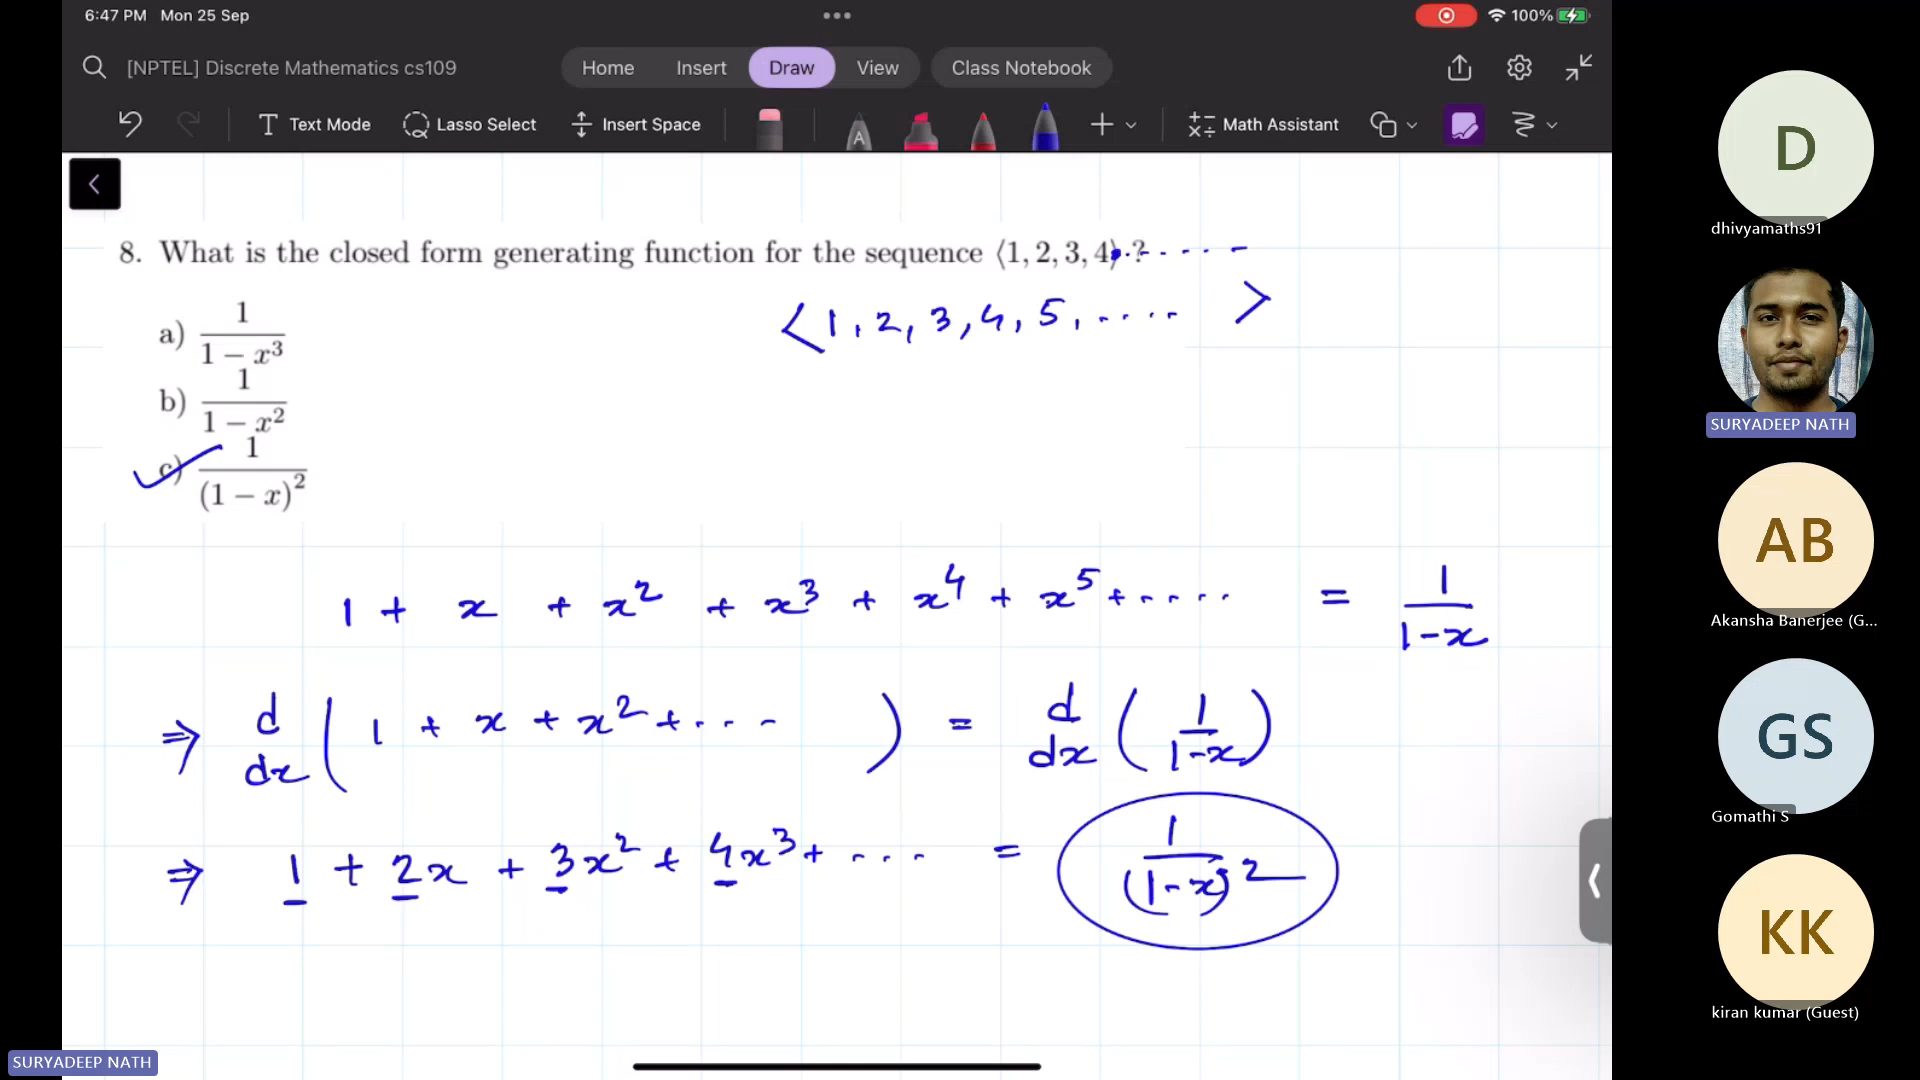 6:47 PM Mon 25 Sep
100%
[NPTEL] Discrete Mathematics cs109
Home Insert Draw View Class Notebook
Text Mode Lasso Select Insert Space A Math Assistant
8. What is the closed form generating function for the sequence ⟨1, 2, 3, 4⟩.?.....
<1, 2, 3, 4, 5, ..... >
a) 1/(1 − x³)
b) 1/(1 − x²)
c) 1/(1 − x)²
1 + x + x² + x³ + x⁴ + x⁵ + ..... = 1/(1-x)
⇒ d/dx (1 + x + x² + ... ) = d/dx (1/(1-x))
⇒ 1 + 2x + 3x² + 4x³ + .... = 1/(1-x)²
D
dhivyamaths91
SURYADEEP NATH
AB
Akansha Banerjee (G...
GS
Gomathi S
KK
kiran kumar (Guest)
SURYADEEP NATH